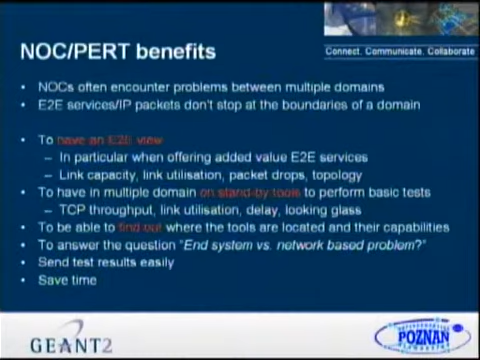 Connect. Communicate. Collaborate
NOC/PERT benefits
• NOCs often encounter problems between multiple domains
• E2E services/IP packets don't stop at the boundaries of a domain
• To have an E2E view
– In particular when offering added value E2E services
– Link capacity, link utilisation, packet drops, topology
• To have in multiple domain on stand-by tools to perform basic tests
– TCP throughput, link utilisation, delay, looking glass
• To be able to find out where the tools are located and their capabilities
• To answer the question "End system vs. network based problem?"
• Send test results easily
• Save time
GEANT2
POZNAN